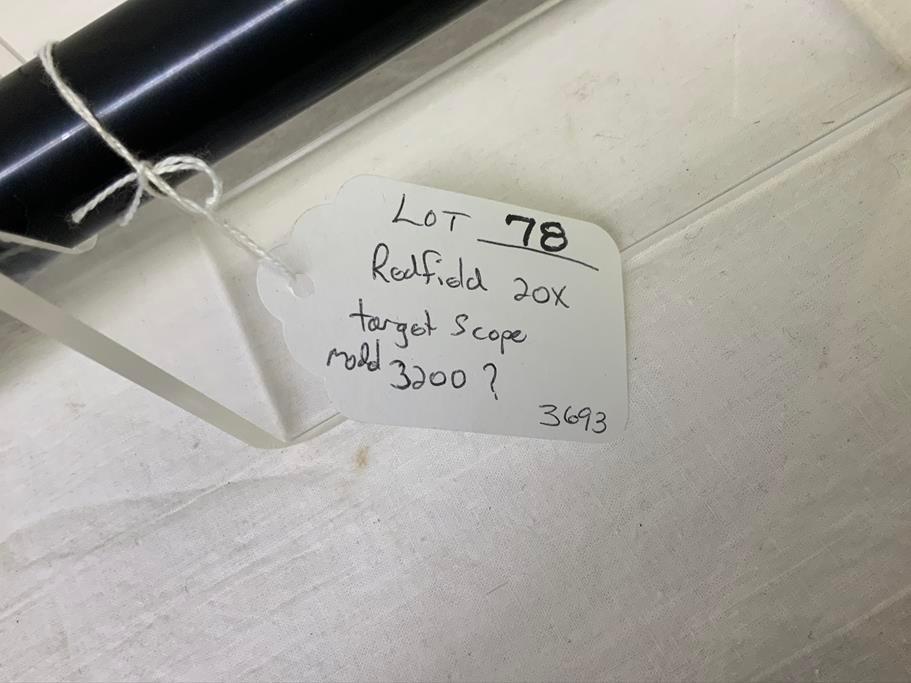 LOT 78
Redfield 20X
target Scope
model 3200 ?
3693